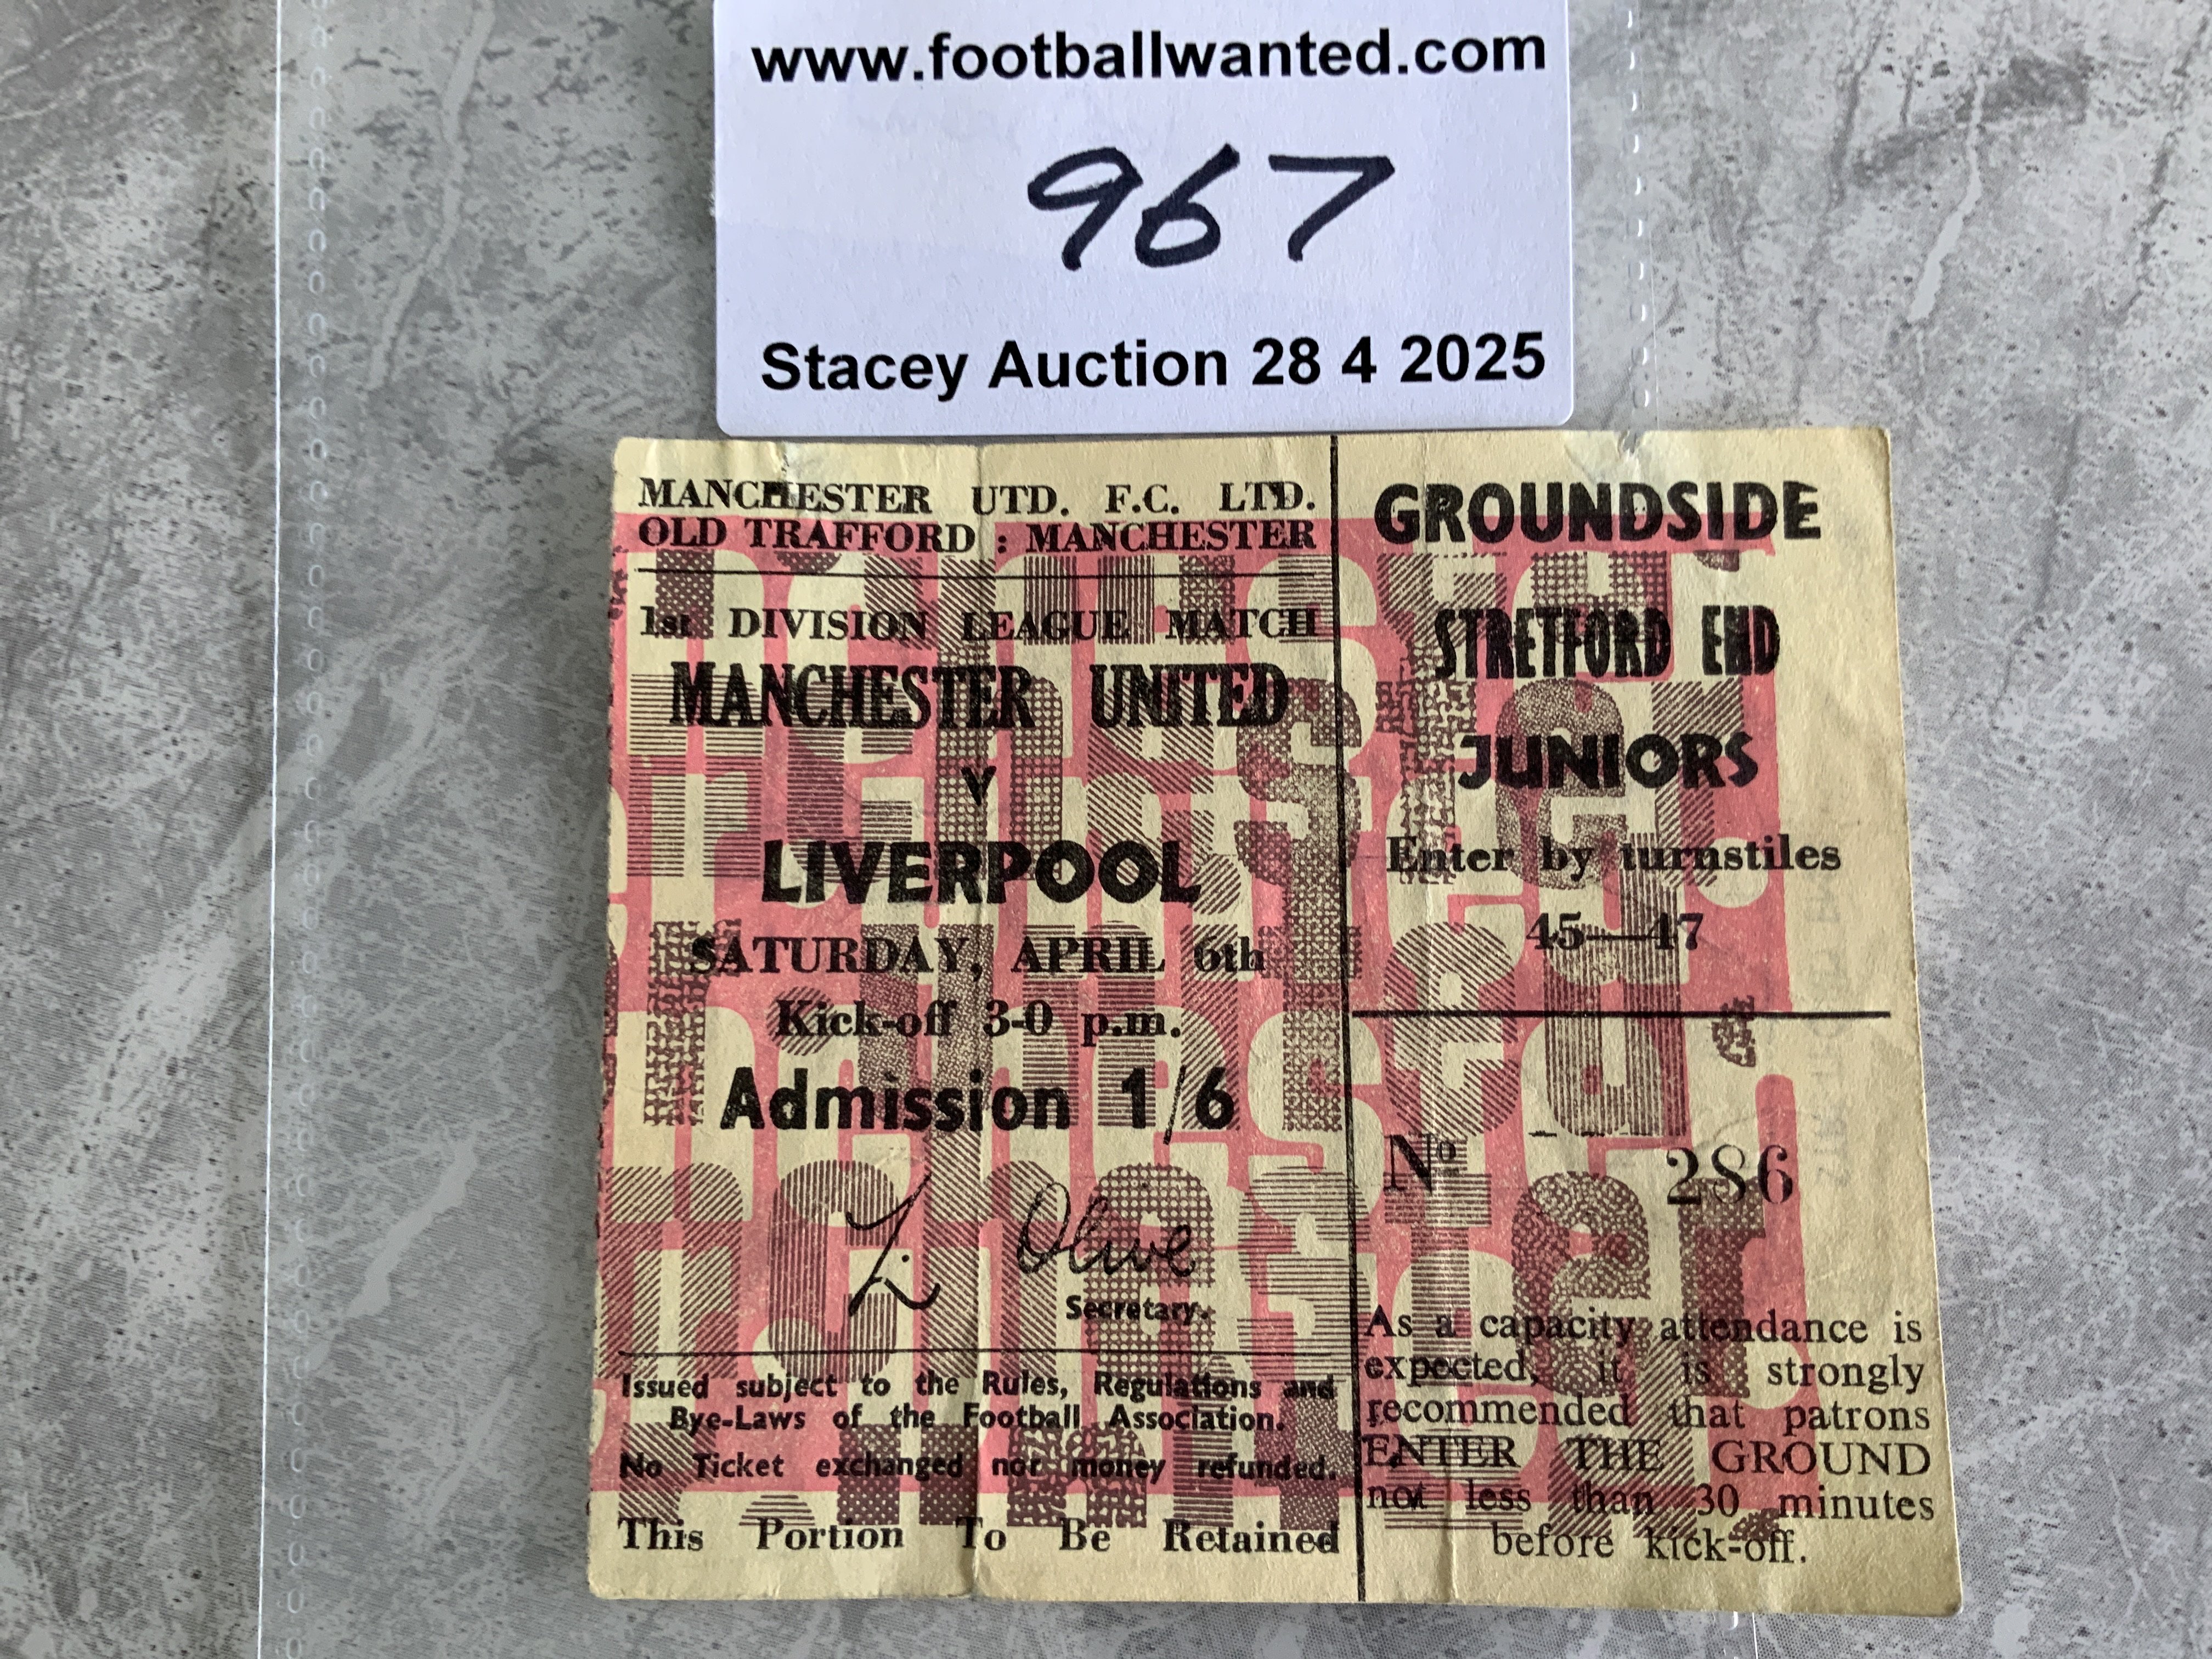 www.footballwanted.com
967
Stacey Auction 28 4 2025
MANCHESTER UTD. F.C. LTD.
OLD TRAFFORD : MANCHESTER
1st DIVISION LEAGUE MATCH
MANCHESTER UNITED
v
LIVERPOOL
SATURDAY, APRIL 6th
Kick-off 3-0 p.m.
Admission 1/6
L. Olive
Secretary.
Issued subject to the Rules, Regulations and
Bye-Laws of the Football Association.
No Ticket exchanged nor money refunded.
This Portion To Be Retained
GROUNDSIDE
STRETFORD END
JUNIORS
Enter by turnstiles
45—47
No 286
As a capacity attendance is
expected, it is strongly
recommended that patrons
ENTER THE GROUND
not less than 30 minutes
before kick-off.